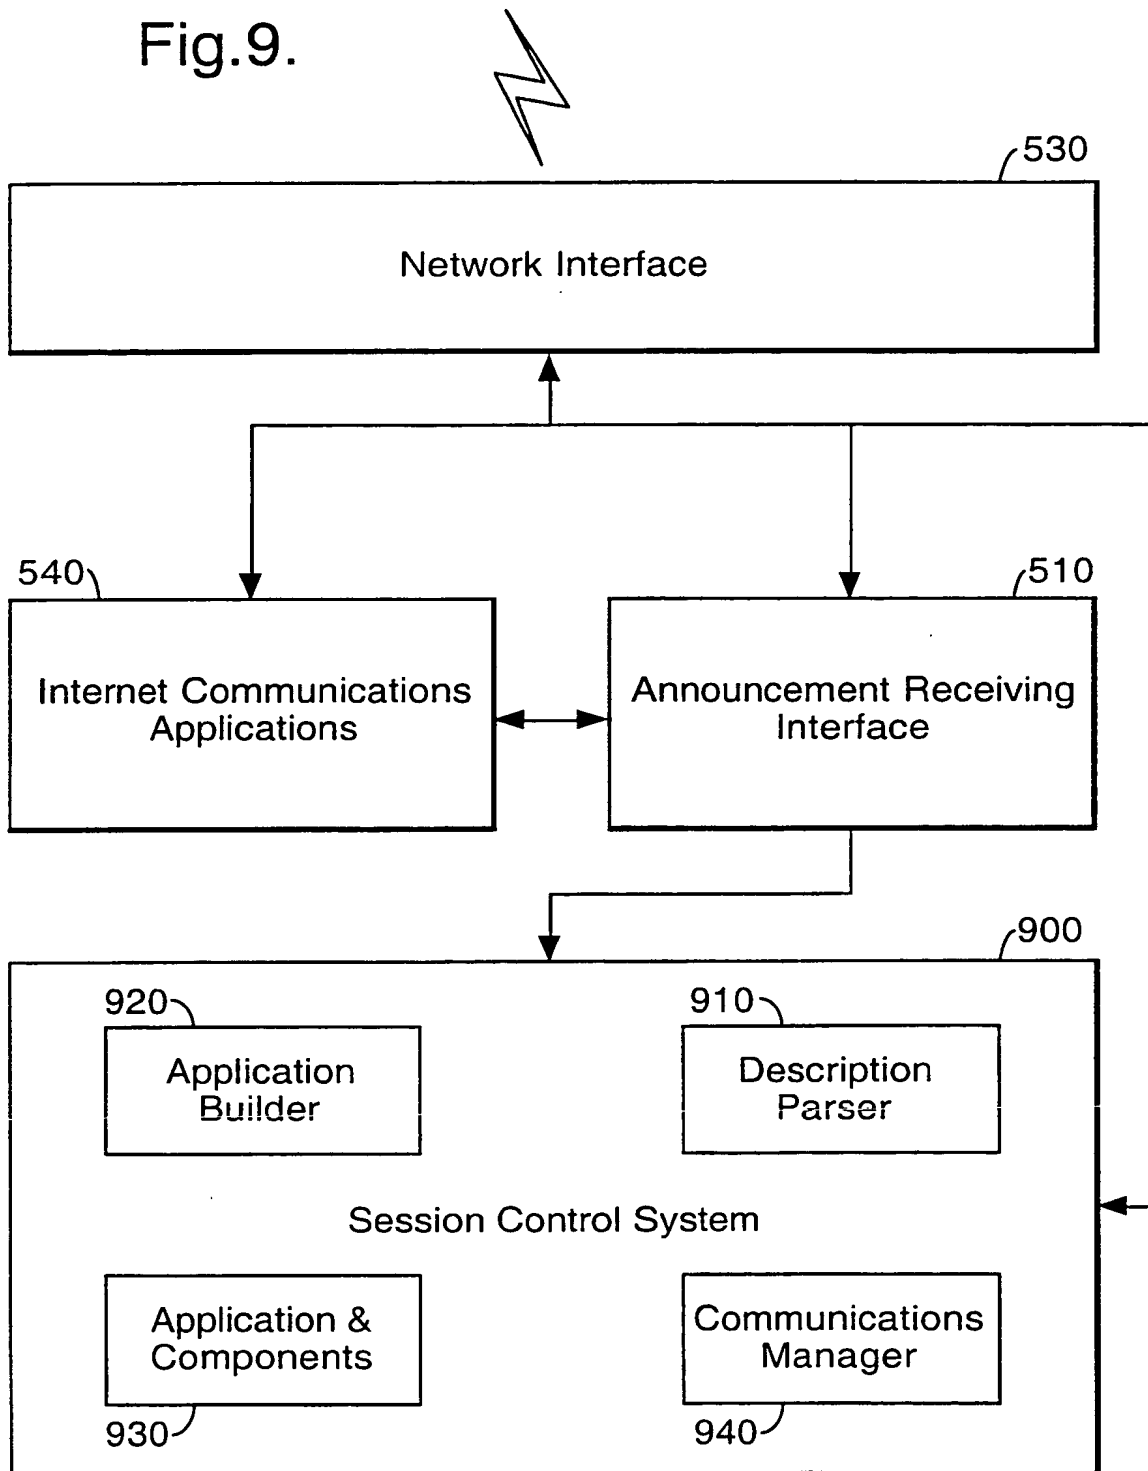 Fig.9.
530
Network Interface
540
510
Internet Communications
Applications
Announcement Receiving
Interface
900
920
910
Application
Builder
Description
Parser
Session Control System
Application &
Components
Communications
Manager
930
940